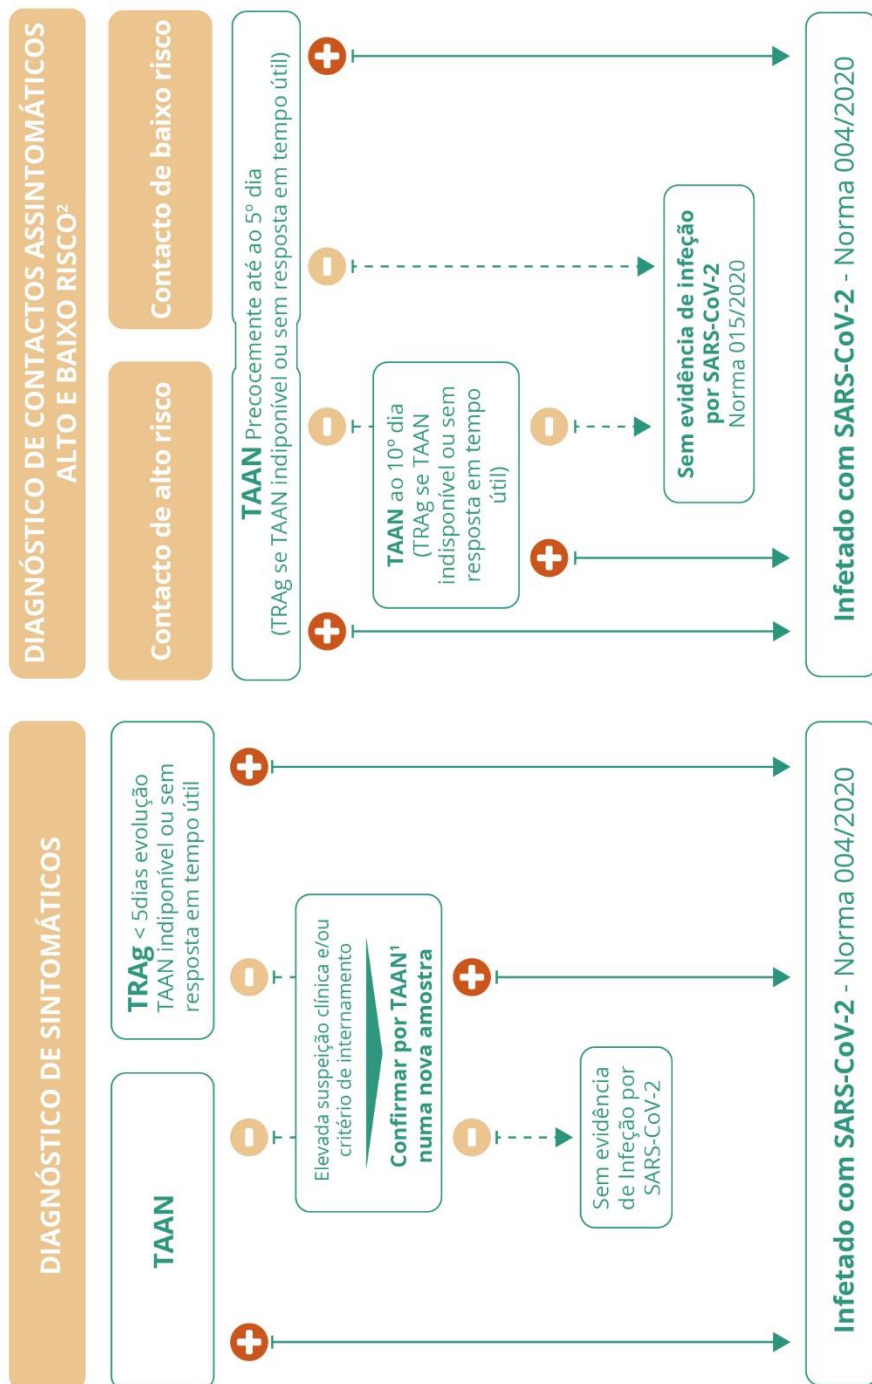 DIAGNÓSTICO DE SINTOMÁTICOS
TAAN
TRAg < 5dias evolução
TAAN indiponível ou sem
resposta em tempo útil
Elevada suspeição clínica e/ou
critério de internamento
Confirmar por TAAN¹
numa nova amostra
Sem evidência
de Infeção por
SARS-CoV-2
Infetado com SARS-CoV-2 - Norma 004/2020
DIAGNÓSTICO DE CONTACTOS ASSINTOMÁTICOS
ALTO E BAIXO RISCO²
Contacto de alto risco
Contacto de baixo risco
TAAN Precocemente até ao 5º dia
(TRAg se TAAN indiponível ou sem resposta em tempo útil)
TAAN ao 10º dia
(TRAg se TAAN
indisponível ou sem
resposta em tempo
útil)
Sem evidência de infeção
por SARS-CoV-2
Norma 015/2020
Infetado com SARS-CoV-2 - Norma 004/2020